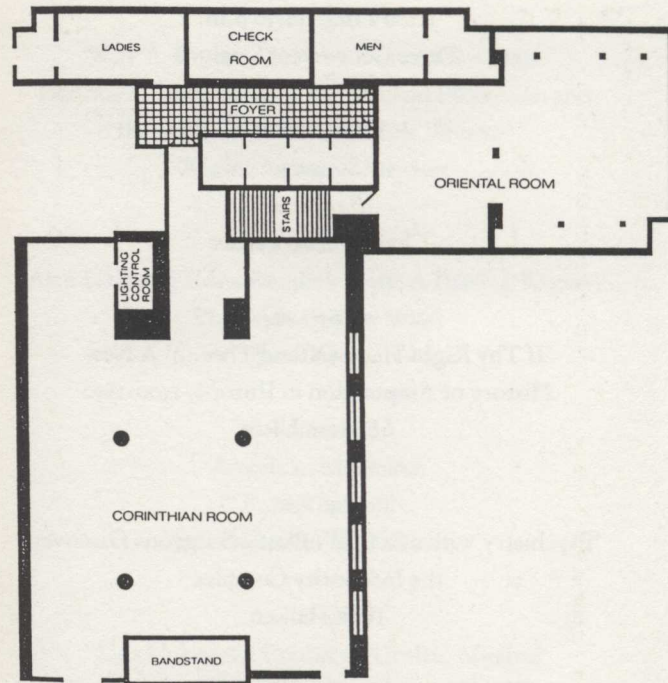 LADIES
CHECK
ROOM
MEN
FOYER
ORIENTAL ROOM
STAIRS
LIGHTING
CONTROL
ROOM
CORINTHIAN ROOM
BANDSTAND